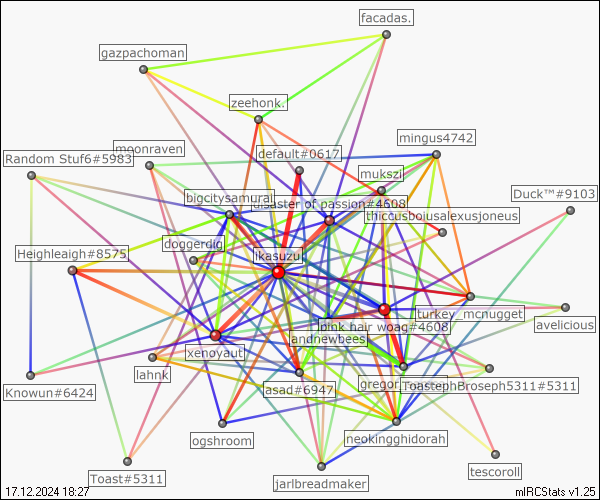 facadas.
gazpachoman
zeehonk.
mingus4742
moonraven
default#0617
Random Stuf6#5983
mukszi
Duck™#9103
bigcitysamurai
disaster of passion#4608
thiccusboiusalexusjoneus
doggerdig
Heighleaigh#8575
jikasuzu
turkey_mcnugget
avelicious
pink hair woag#4608
andnewbees
xenoyaut
lahnk
gregor
ToastephBroseph5311#5311
Knowun#6424
asad#6947
ogshroom
neokingghidorah
Toast#5311
jarlbreadmaker
tescoroll
17.12.2024 18:27
mIRCStats v1.25